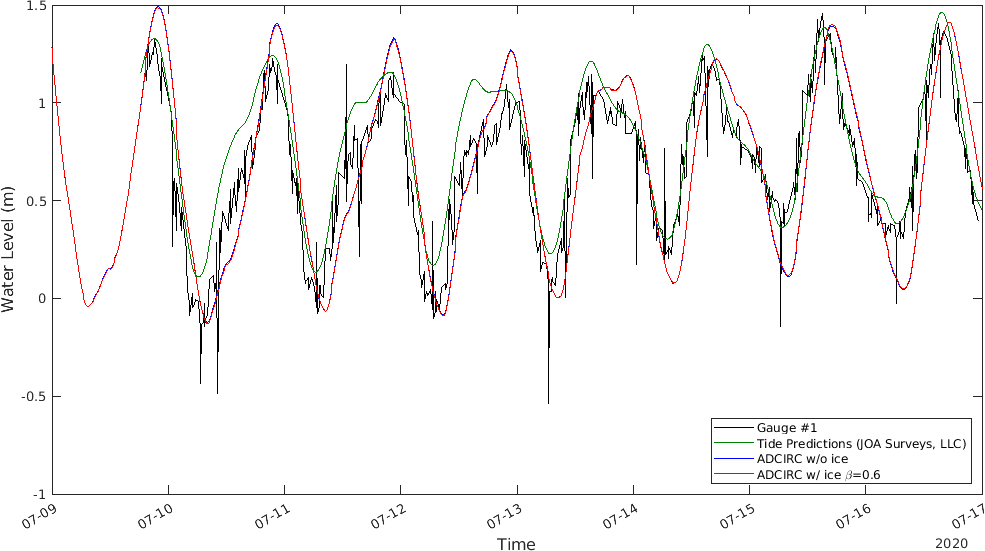 1.5
1
0.5
0
-0.5
-1
Water Level (m)
Gauge #1
Tide Predictions (JOA Surveys, LLC)
ADCIRC w/o ice
ADCIRC w/ ice β=0.6
07-09
07-10
07-11
07-12
07-13
07-14
07-15
07-16
07-17
Time
2020